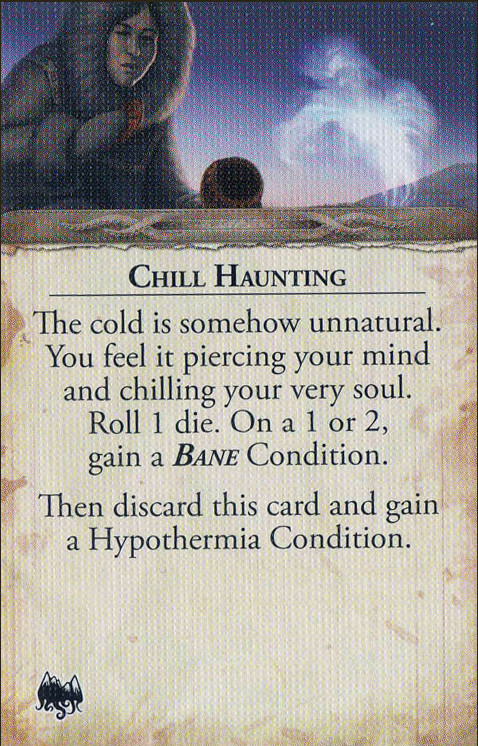 CHILL HAUNTING
The cold is somehow unnatural.
You feel it piercing your mind
and chilling your very soul.
Roll 1 die. On a 1 or 2,
gain a BANE Condition.
Then discard this card and gain
a Hypothermia Condition.